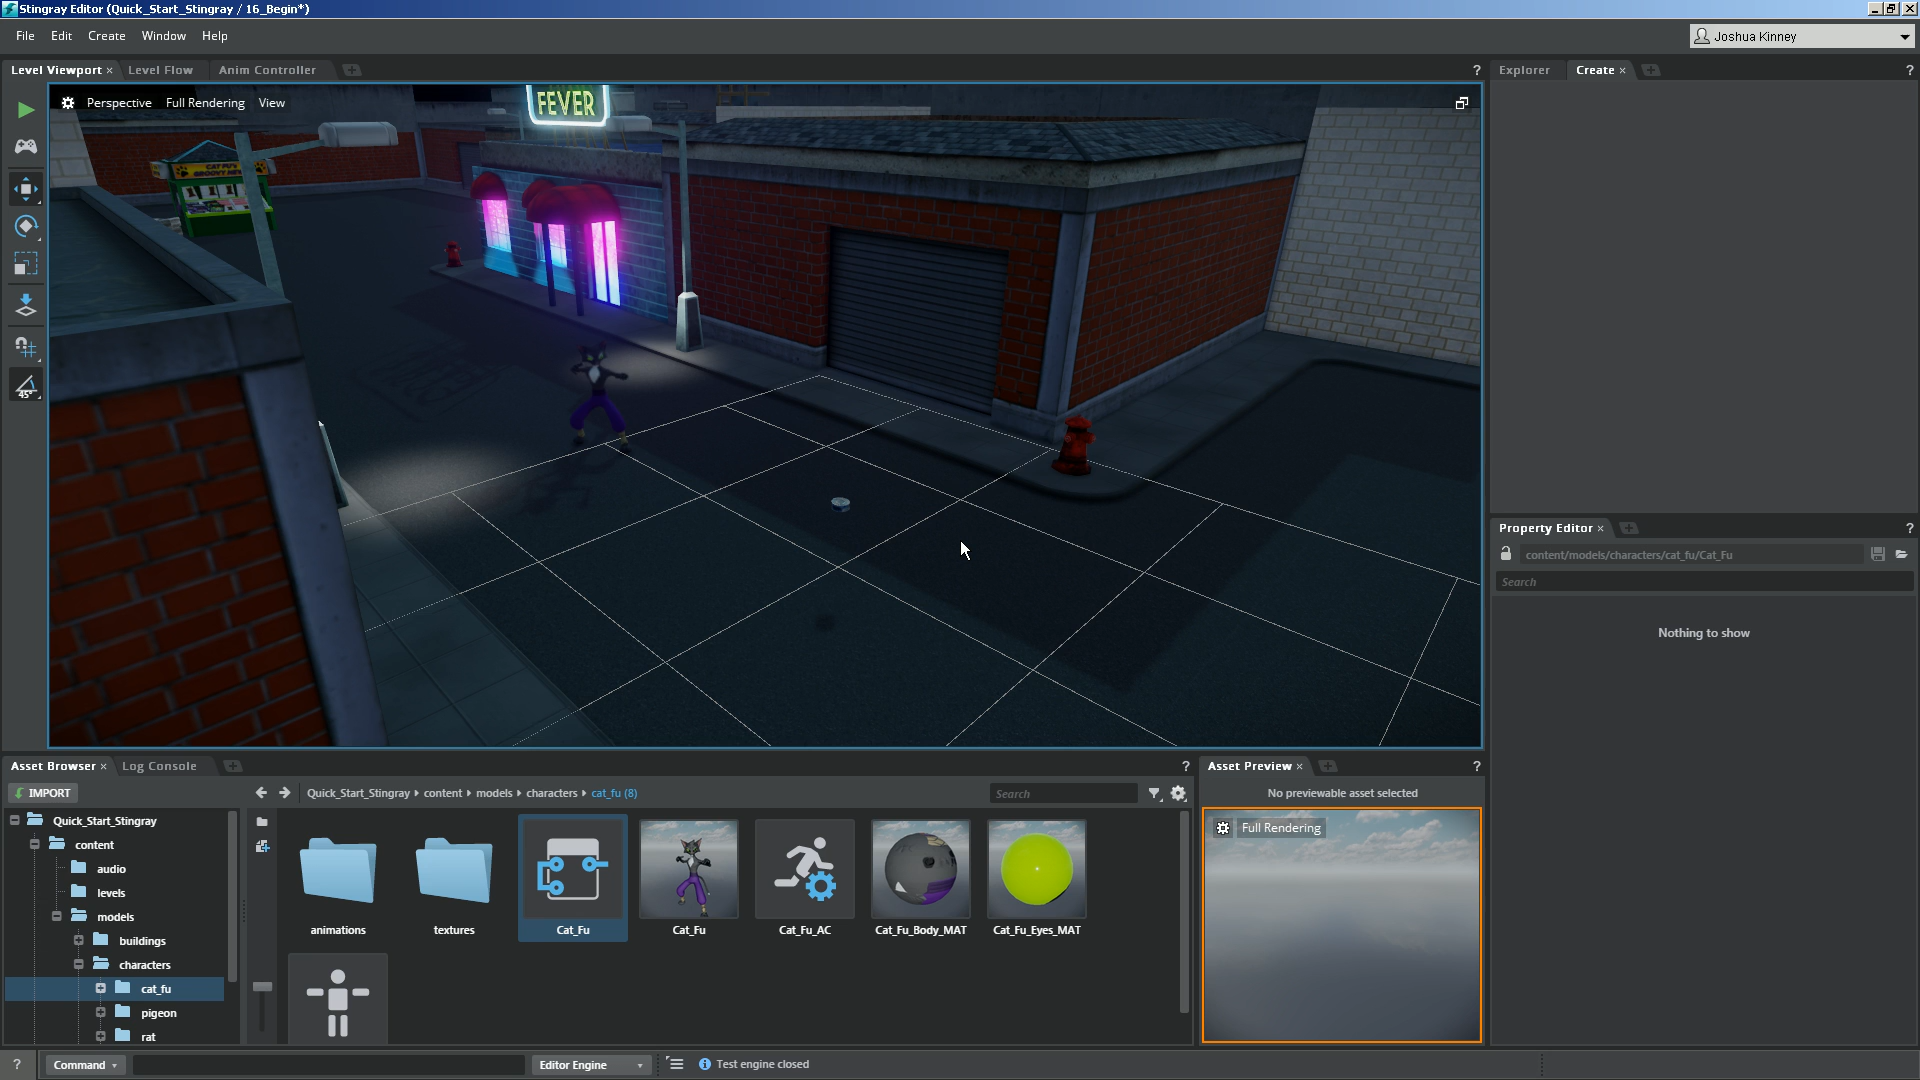 Stingray Editor (Quick_Start_Stingray / 16_Begin*)
File Edit Create Window Help
Joshua Kinney
Level Viewport × Level Flow Anim Controller
?
Explorer Create ×
?
Perspective Full Rendering View
FEVER
CAT FU'S
45°
Property Editor ×
?
content/models/characters/cat_fu/Cat_Fu
Search
Nothing to show
Asset Browser × Log Console
?
IMPORT
Quick_Start_Stingray content models characters cat_fu (8)
Search
Quick_Start_Stingray
content
audio
levels
models
buildings
characters
cat_fu
pigeon
rat
animations
textures
Cat_Fu
Cat_Fu
Cat_Fu_AC
Cat_Fu_Body_MAT
Cat_Fu_Eyes_MAT
Asset Preview ×
?
No previewable asset selected
Full Rendering
? Command Editor Engine Test engine closed